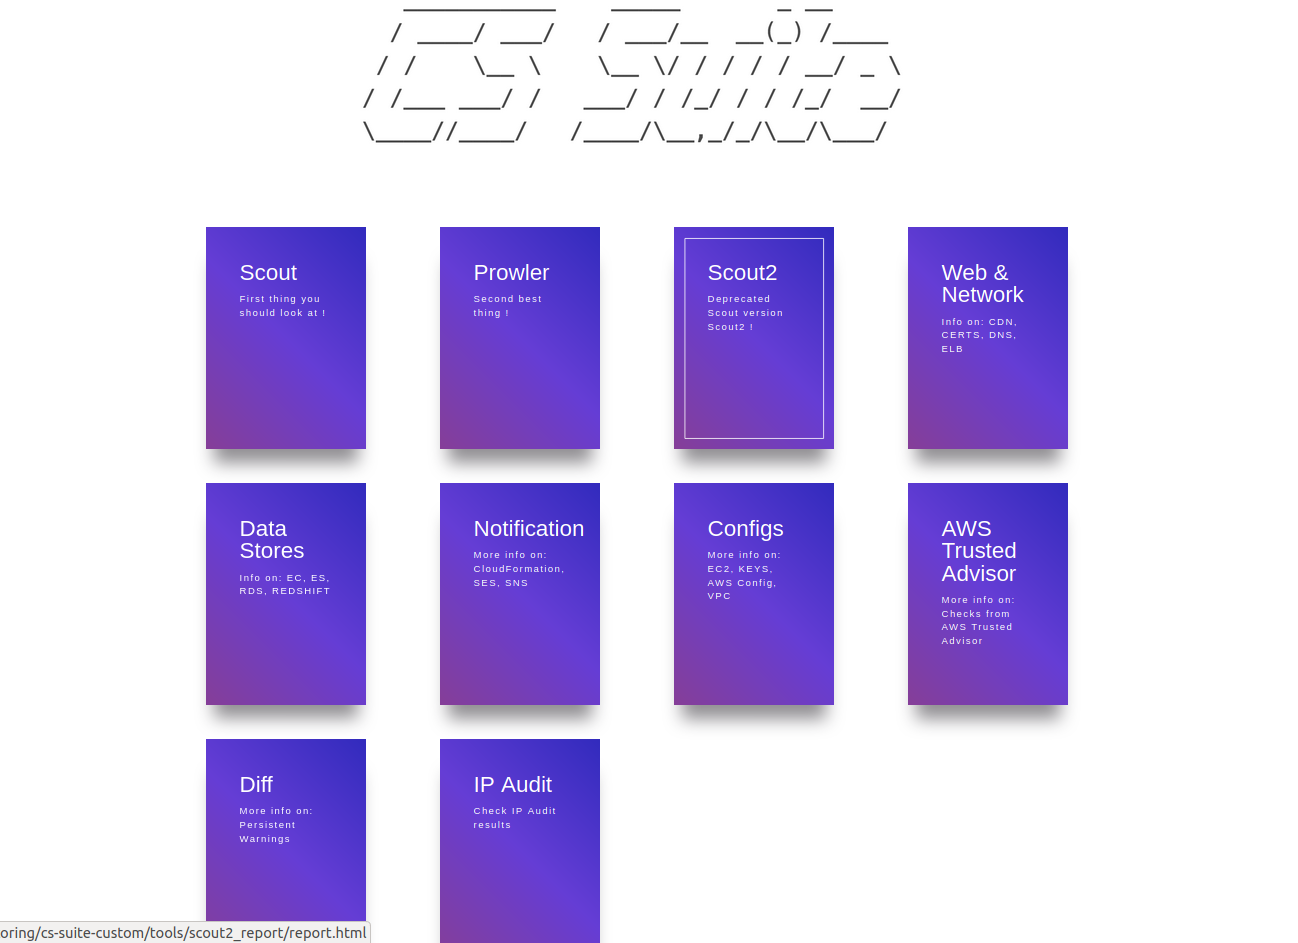 CS Suite
Scout
First thing you
should look at !
Prowler
Second best
thing !
Scout2
Deprecated
Scout version
Scout2 !
Web &
Network
Info on: CDN,
CERTS, DNS,
ELB
Data
Stores
Info on: EC, ES,
RDS, REDSHIFT
Notification
More info on:
CloudFormation,
SES, SNS
Configs
More info on:
EC2, KEYS,
AWS Config,
VPC
AWS
Trusted
Advisor
More info on:
Checks from
AWS Trusted
Advisor
Diff
More info on:
Persistent
Warnings
IP Audit
Check IP Audit
results
oring/cs-suite-custom/tools/scout2_report/report.html